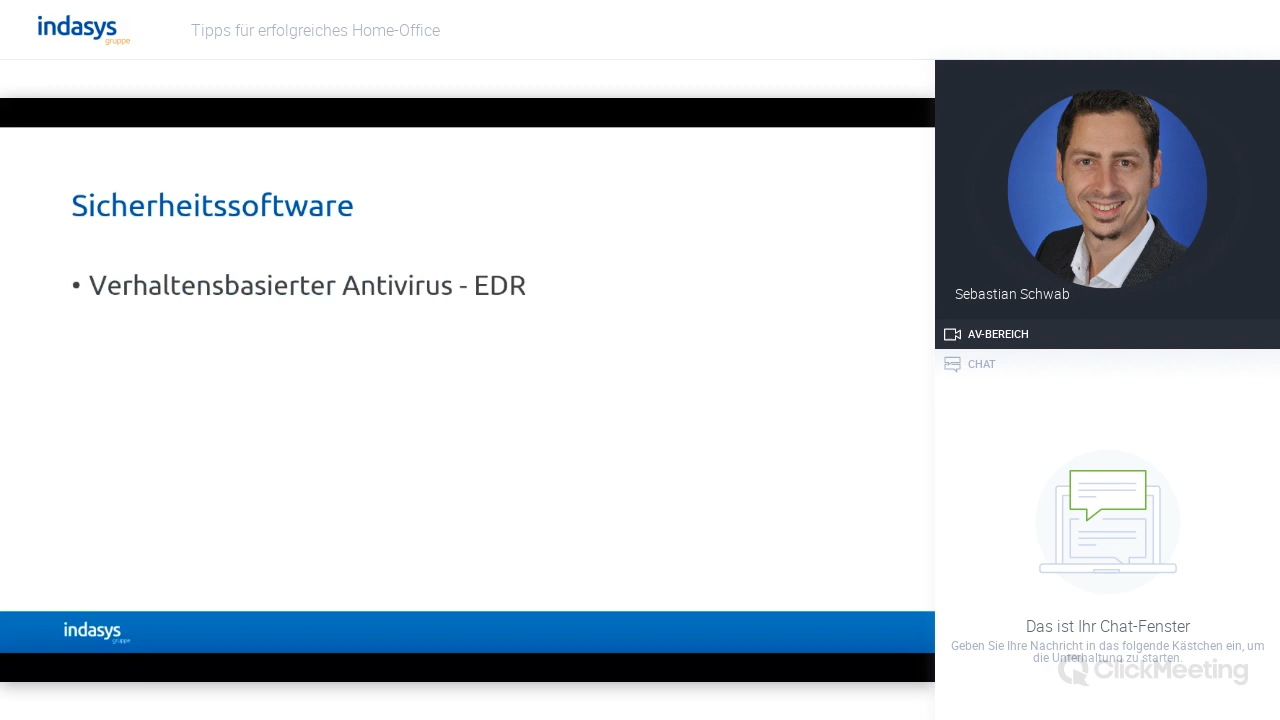 indasys
gruppe
Tipps für erfolgreiches Home-Office
Sicherheitssoftware
• Verhaltensbasierter Antivirus - EDR
indasys
gruppe
Sebastian Schwab
AV-BEREICH
CHAT
Das ist Ihr Chat-Fenster
Geben Sie Ihre Nachricht in das folgende Kästchen ein, um
die Unterhaltung zu starten.
ClickMeeting